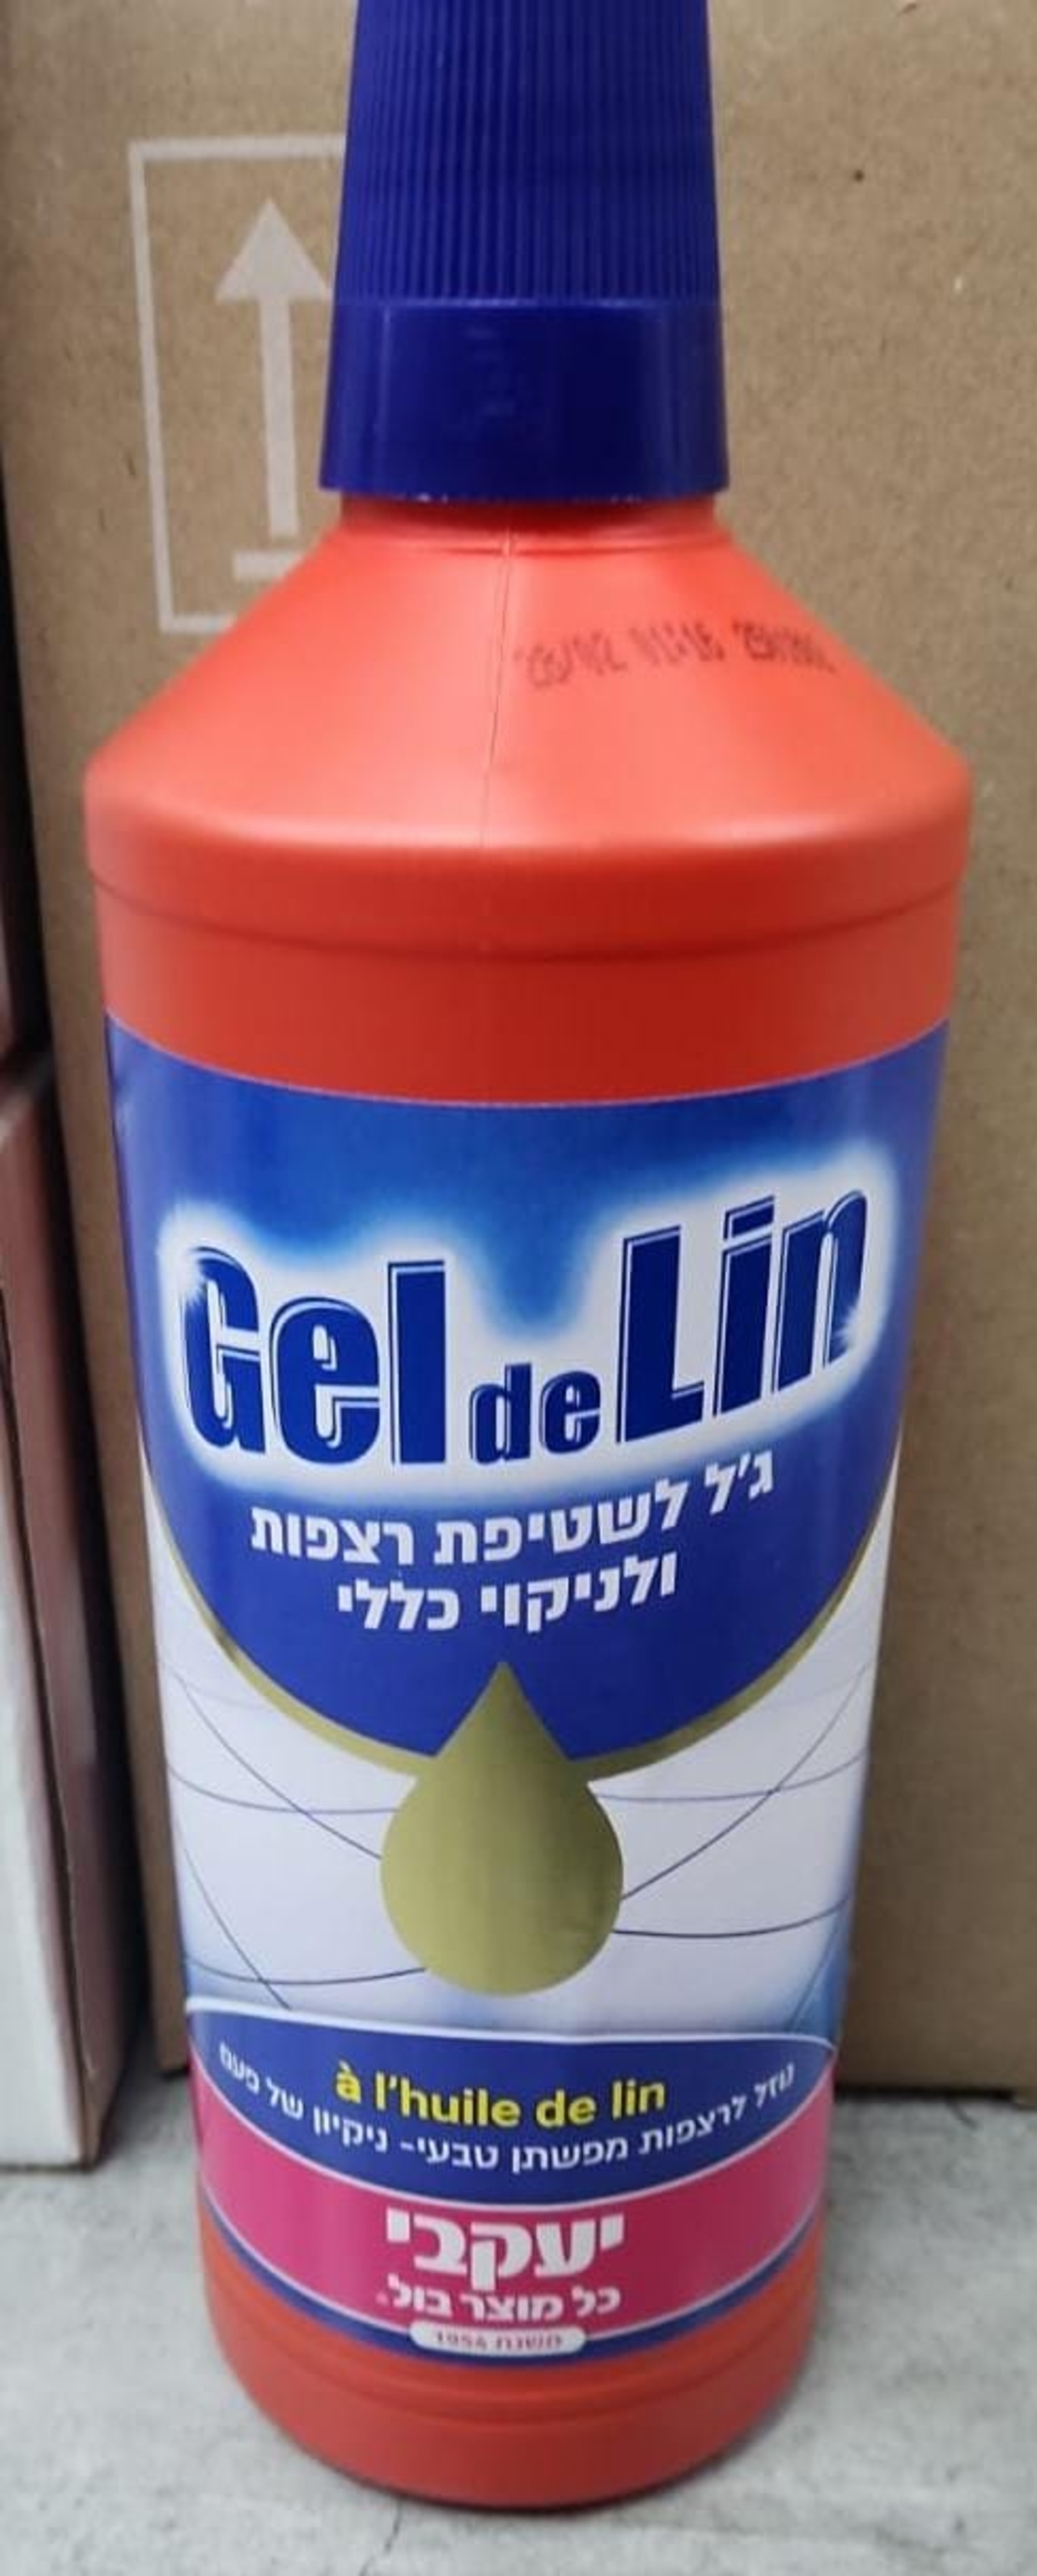 Gel de Lin
ג'ל לשטיפת רצפות
ולניקוי כללי
à l'huile de lin
נוזל לרצפות מפשתן טבעי- ניקיון של פעם
יעקבי
כל מוצר בול
משנת 1954